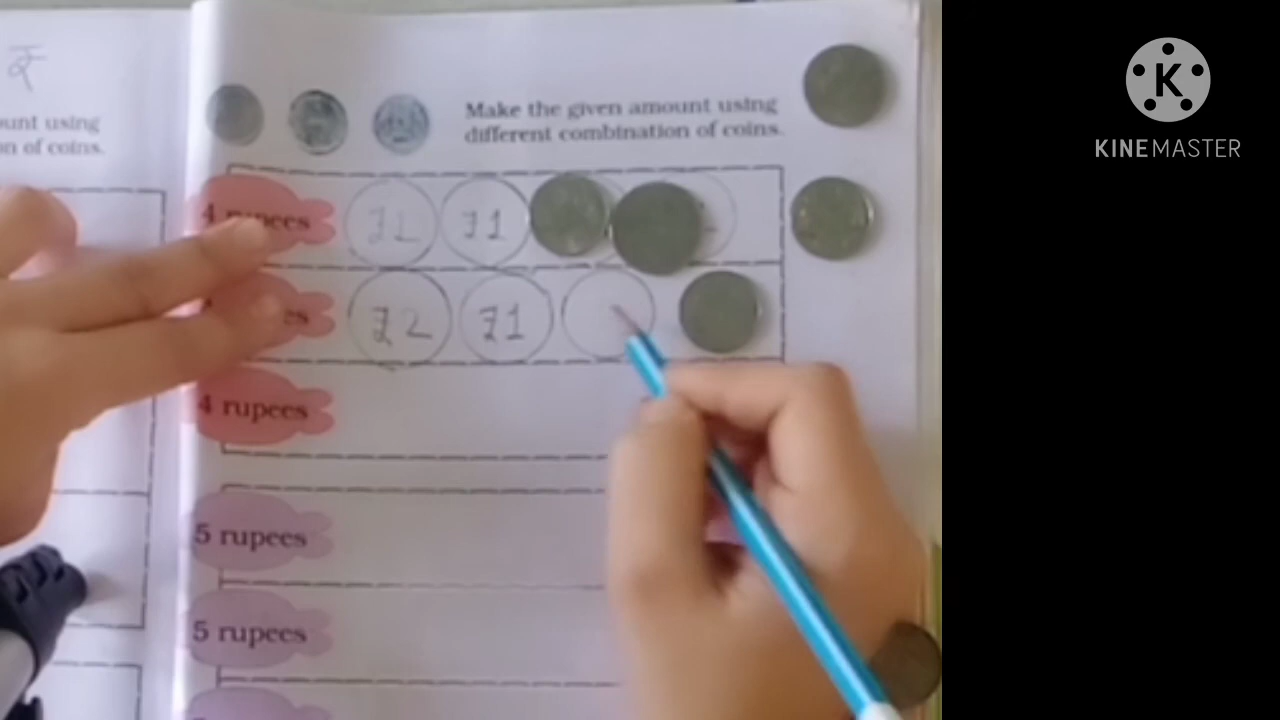 ₹
ount using
on of coins.
Make the given amount using
different combination of coins.
4 rupees
₹1 ₹1
es
₹2 ₹1
4 rupees
5 rupees
5 rupees
K
KINEMASTER